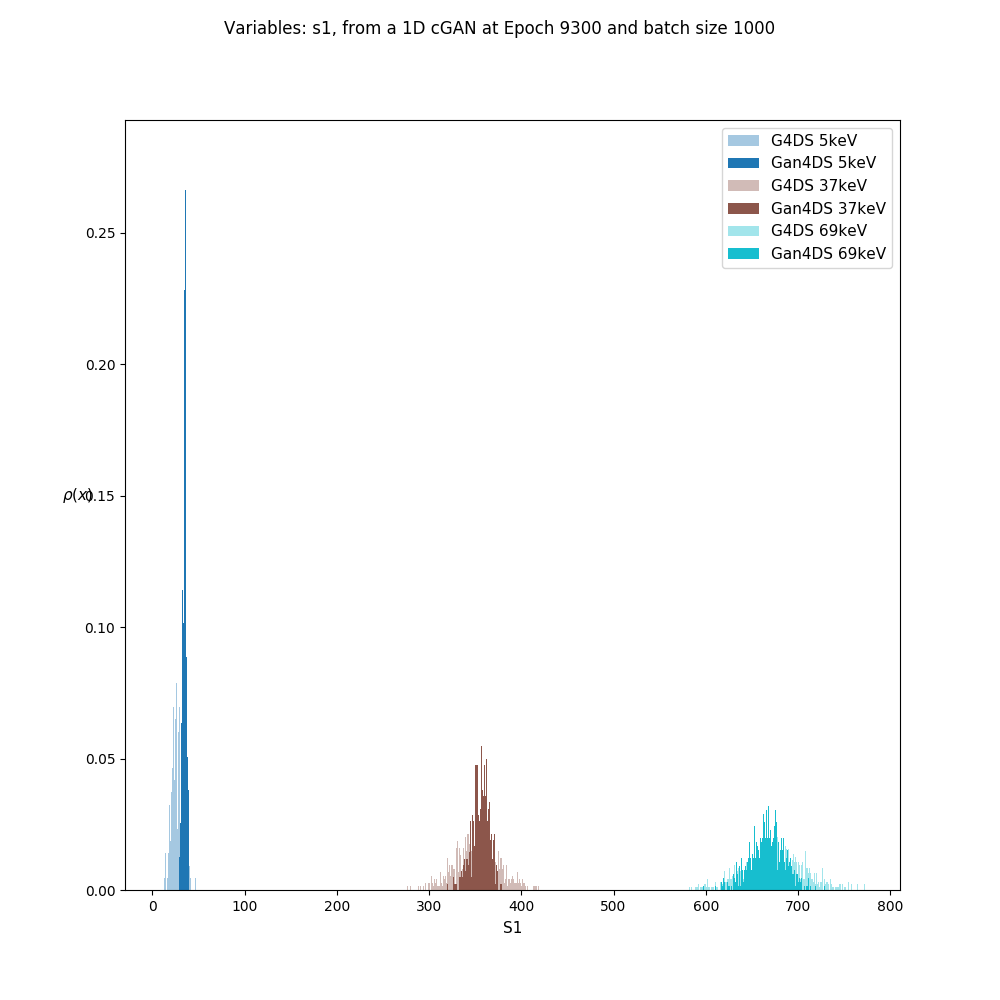 Variables: s1, from a 1D cGAN at Epoch 9300 and batch size 1000
G4DS 5keV
Gan4DS 5keV
G4DS 37keV
Gan4DS 37keV
G4DS 69keV
Gan4DS 69keV
0.25
0.20
ρ(x)
0.15
0.10
0.05
0.00
0 100 200 300 400 500 600 700 800
S1